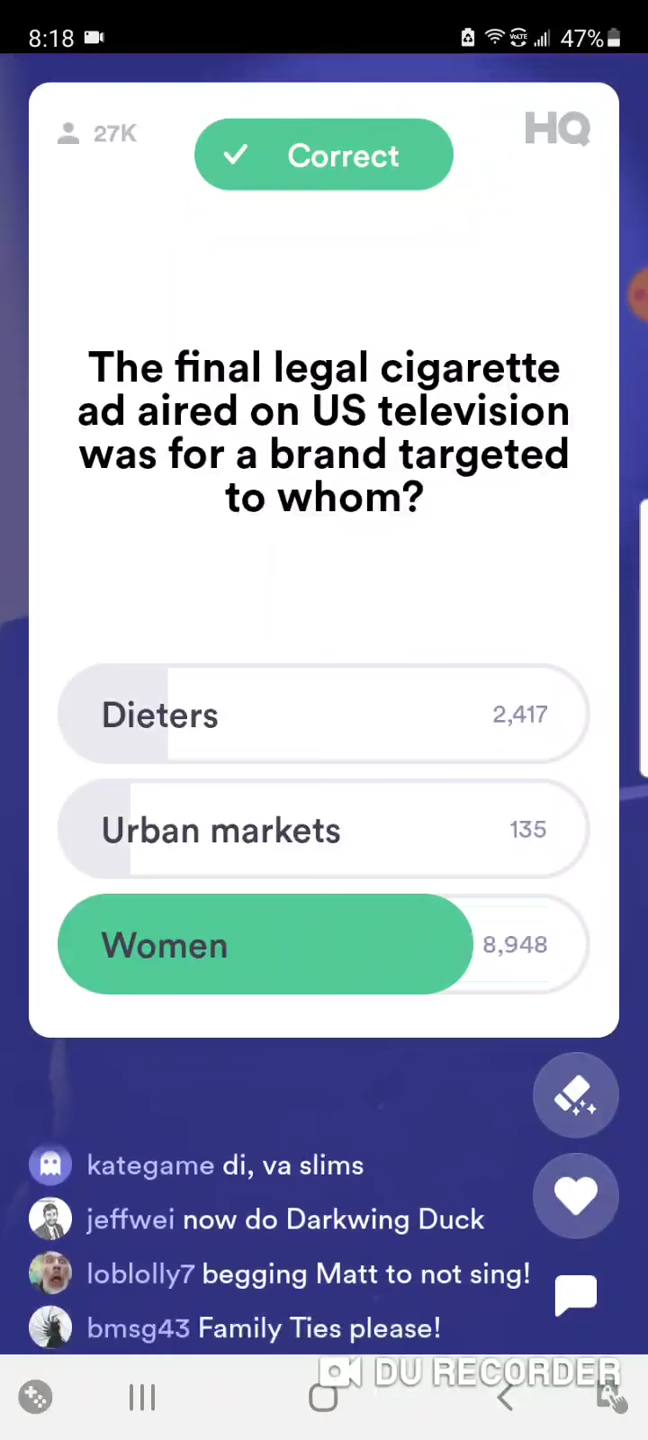 8:18
VoLTE
47%
27K
Correct
HQ
The final legal cigarette
ad aired on US television
was for a brand targeted
to whom?
Dieters 2,417
Urban markets 135
Women 8,948
kategame di, va slims
jeffwei now do Darkwing Duck
loblolly7 begging Matt to not sing!
bmsg43 Family Ties please!
DU RECORDER